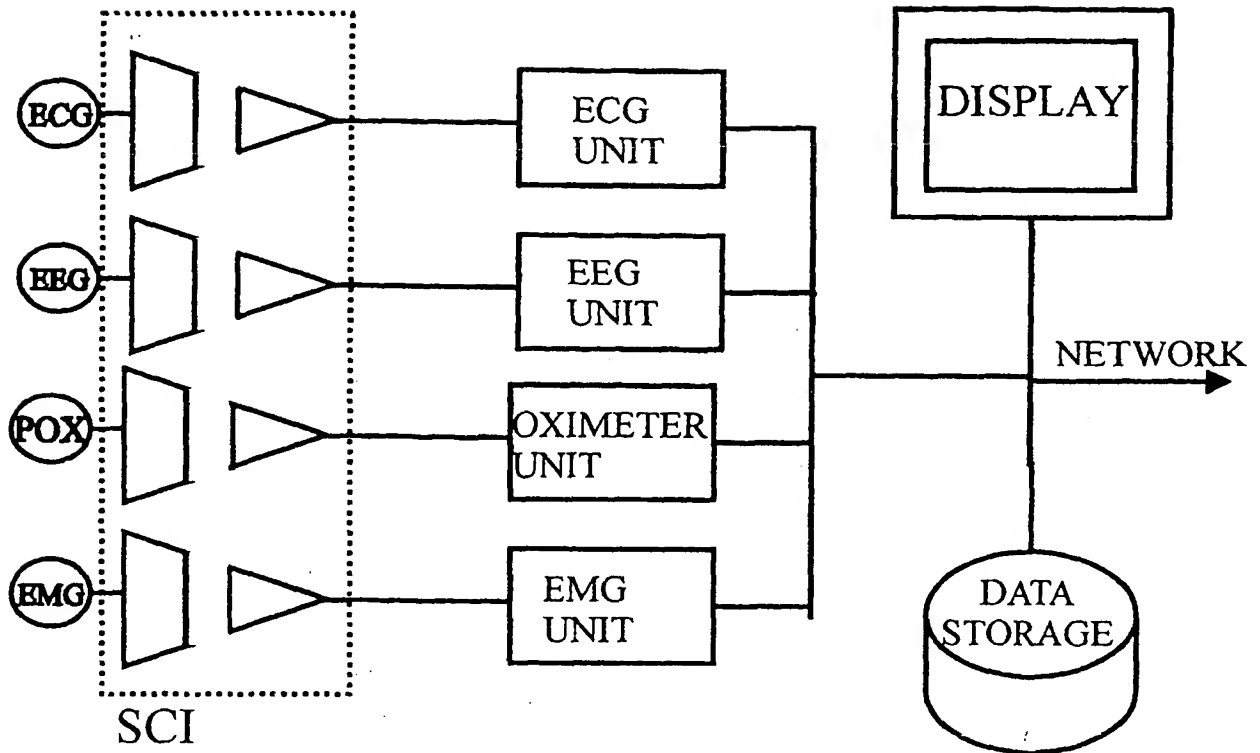 ECG
ECG
UNIT
DISPLAY
EEG
EEG
UNIT
NETWORK
POX
OXIMETER
UNIT
EMG
EMG
UNIT
DATA
STORAGE
SCI